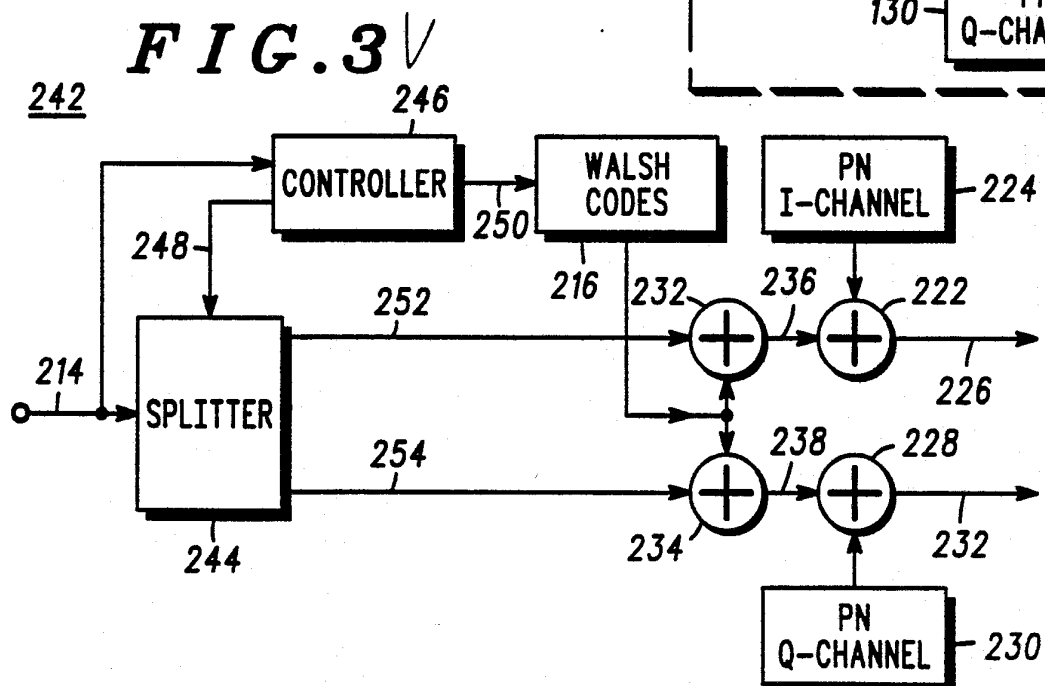 130
Q-CHA
FIG.3
242
246
CONTROLLER
WALSH
CODES
PN
I-CHANNEL
224
250
248
216
232
236
222
252
214
226
SPLITTER
254
238
228
244
234
232
PN
Q-CHANNEL
230